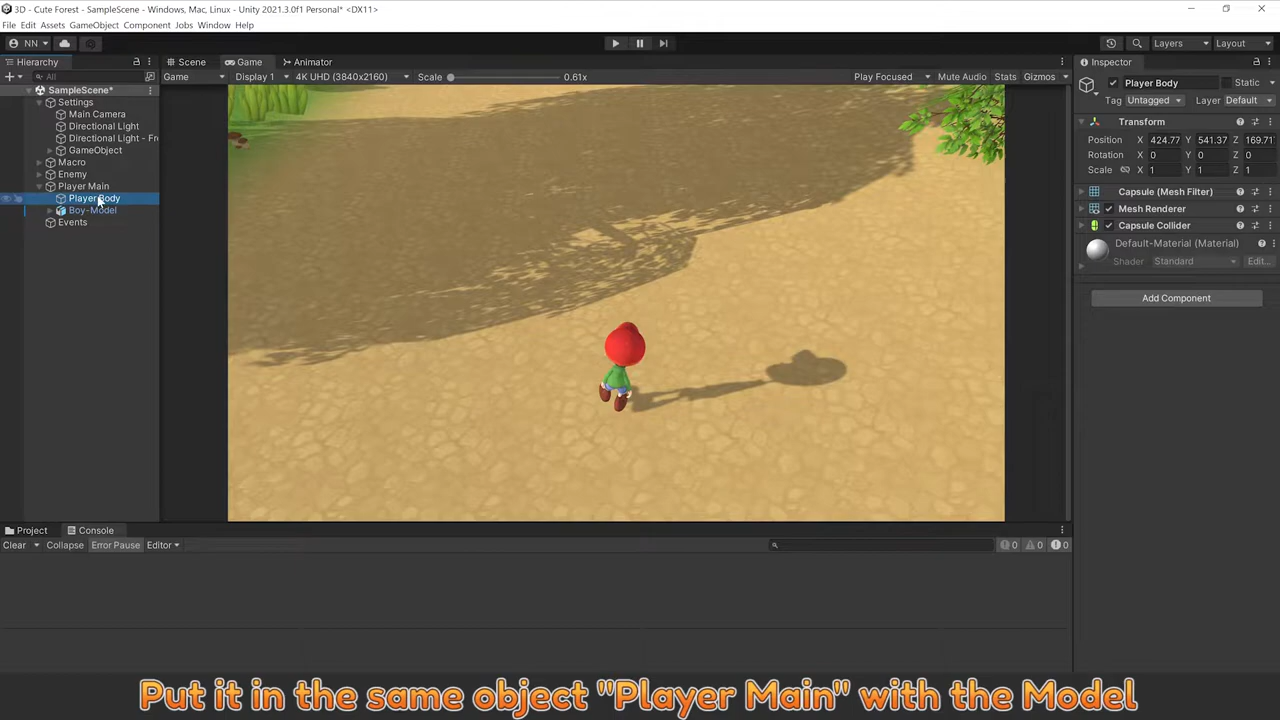 3D - Cute Forest - SampleScene - Windows, Mac, Linux - Unity 2021.3.0f1 Personal* <DX11>
File Edit Assets GameObject Component Jobs Window Help
NN Layers Layout
Hierarchy Scene Game Animator Inspector
All Game Display 1 4K UHD (3840x2160) Scale 0.61x Play Focused Mute Audio Stats Gizmos Player Body Static
SampleScene*
Settings Tag Untagged Layer Default
Main Camera Transform
Directional Light
Directional Light - Fr Position X 424.77 Y 541.37 Z 169.71
GameObject Rotation X 0 Y 0 Z 0
Macro Scale X 1 Y 1 Z 1
Enemy
Player Main Capsule (Mesh Filter)
Player Body
Boy-Model Mesh Renderer
Events Capsule Collider
Default-Material (Material)
Shader Standard Edit...
Add Component
Project Console
Clear Collapse Error Pause Editor 0 0 0
Put it in the same object "Player Main" with the Model